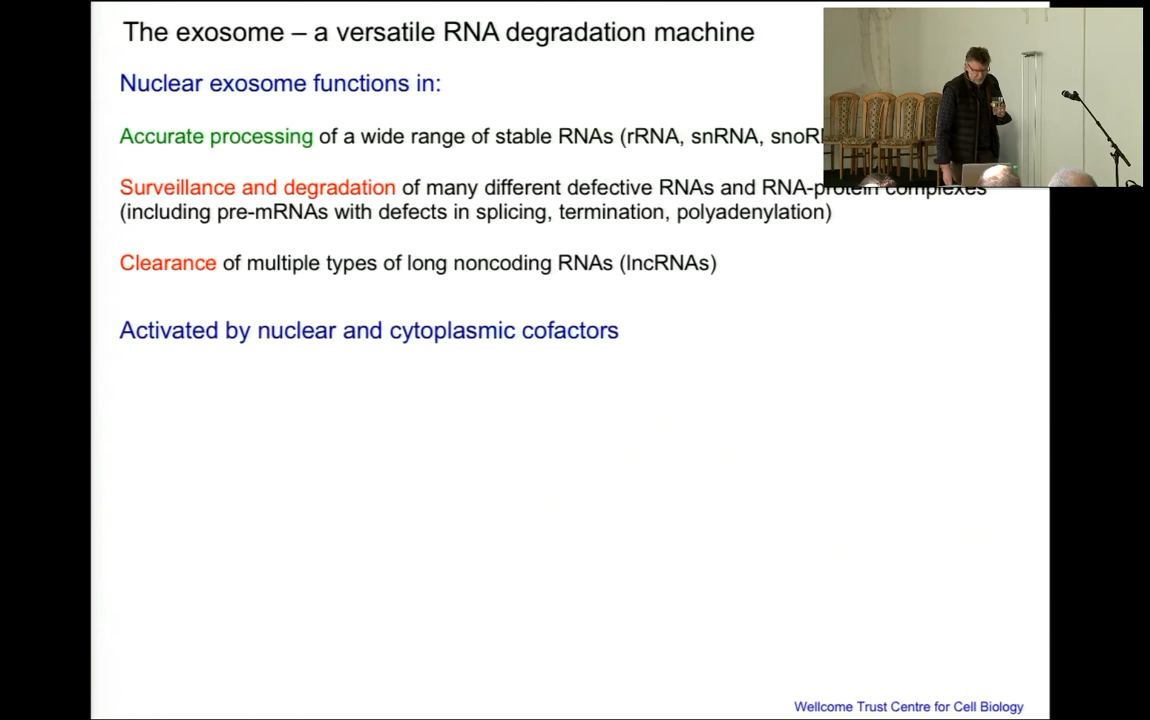 The exosome – a versatile RNA degradation machine
Nuclear exosome functions in:
Accurate processing of a wide range of stable RNAs (rRNA, snRNA,
Surveillance and degradation of many different defective RNAs and RNA-protein complexes
(including pre-mRNAs with defects in splicing, termination, polyadenylation)
Clearance of multiple types of long noncoding RNAs (lncRNAs)
Activated by nuclear and cytoplasmic cofactors
Wellcome Trust Centre for Cell Biology